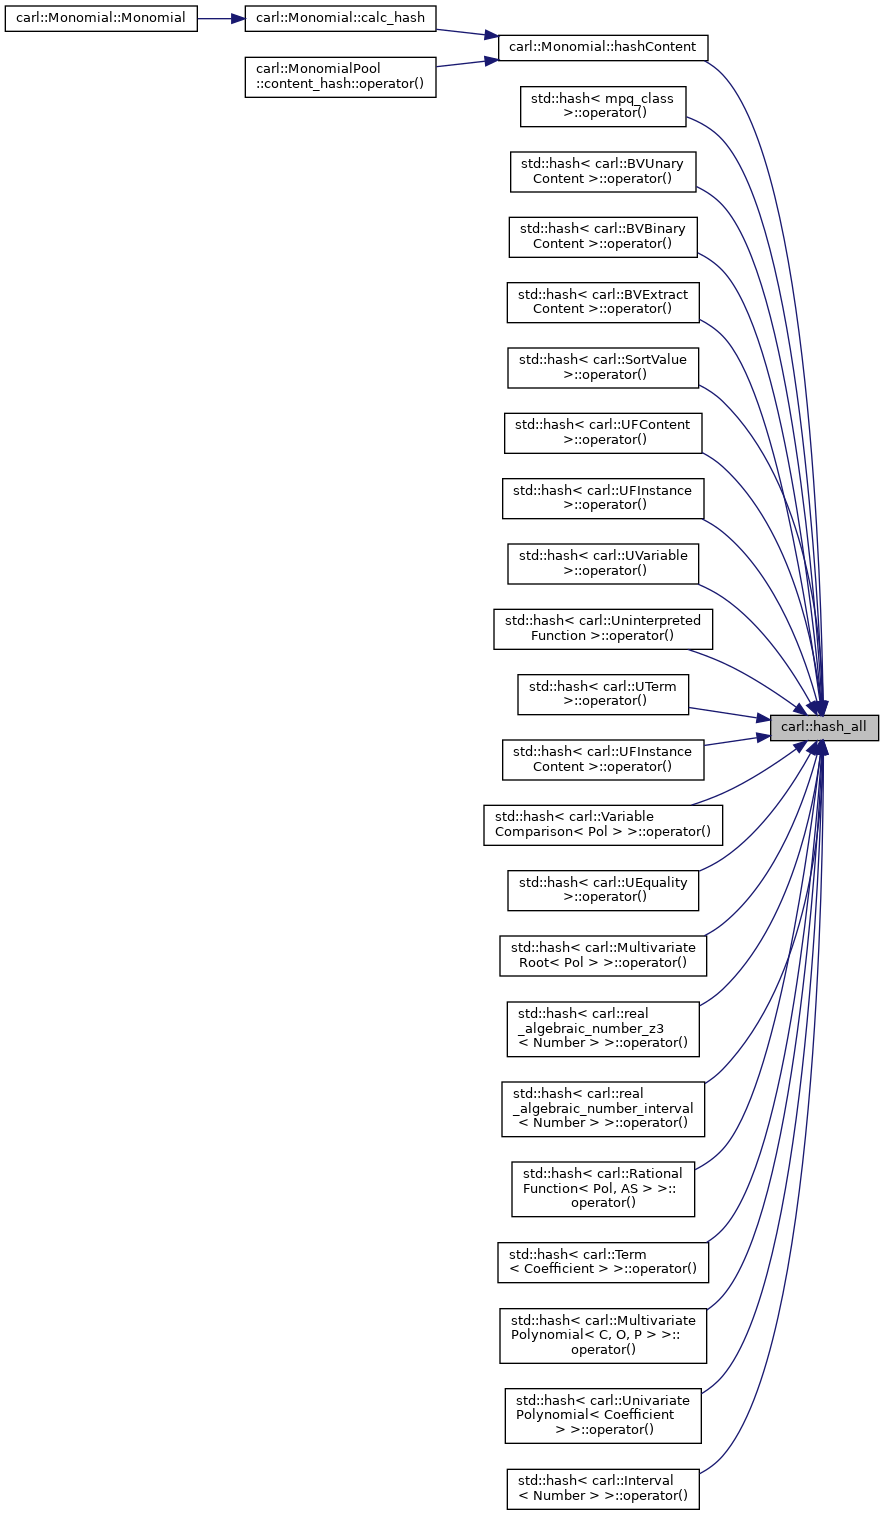 carl::Monomial::Monomial
carl::Monomial::calc_hash
carl::MonomialPool
::content_hash::operator()
carl::Monomial::hashContent
std::hash< mpq_class
>::operator()
std::hash< carl::BVUnary
Content >::operator()
std::hash< carl::BVBinary
Content >::operator()
std::hash< carl::BVExtract
Content >::operator()
std::hash< carl::SortValue
>::operator()
std::hash< carl::UFContent
>::operator()
std::hash< carl::UFInstance
>::operator()
std::hash< carl::UVariable
>::operator()
std::hash< carl::Uninterpreted
Function >::operator()
std::hash< carl::UTerm
>::operator()
carl::hash_all
std::hash< carl::UFInstance
Content >::operator()
std::hash< carl::Variable
Comparison< Pol > >::operator()
std::hash< carl::UEquality
>::operator()
std::hash< carl::Multivariate
Root< Pol > >::operator()
std::hash< carl::real
_algebraic_number_z3
< Number > >::operator()
std::hash< carl::real
_algebraic_number_interval
< Number > >::operator()
std::hash< carl::Rational
Function< Pol, AS > >::
operator()
std::hash< carl::Term
< Coefficient > >::operator()
std::hash< carl::Multivariate
Polynomial< C, O, P > >::
operator()
std::hash< carl::Univariate
Polynomial< Coefficient
> >::operator()
std::hash< carl::Interval
< Number > >::operator()